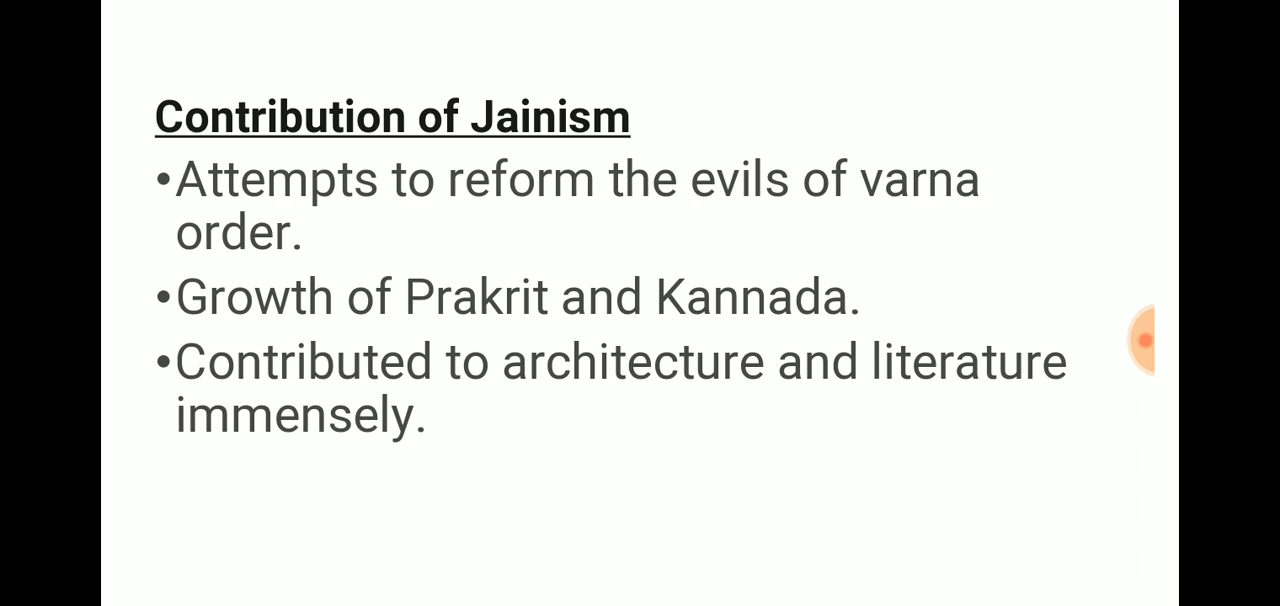 Contribution of Jainism
•Attempts to reform the evils of varna
order.
•Growth of Prakrit and Kannada.
•Contributed to architecture and literature
immensely.